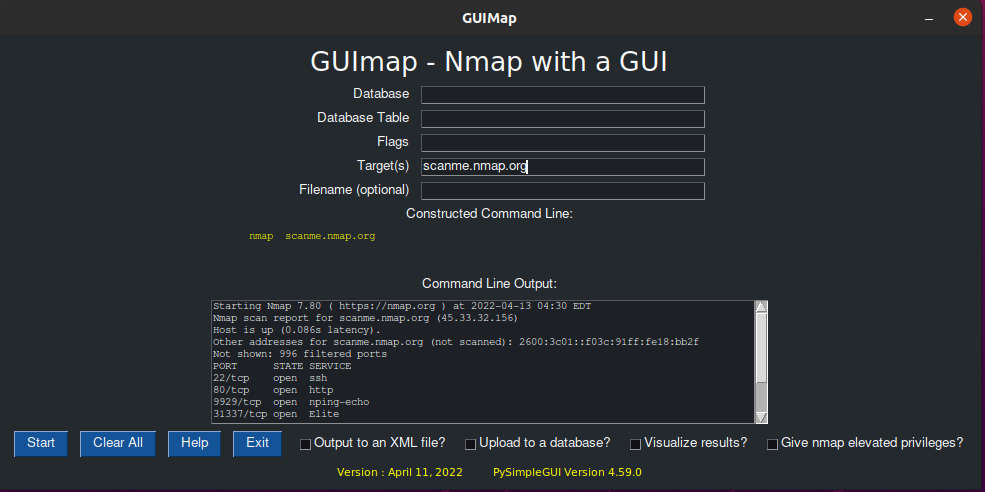 GUIMap
GUImap - Nmap with a GUI
Database
Database Table
Flags
Target(s) scanme.nmap.org
Filename (optional)
Constructed Command Line:
nmap  scanme.nmap.org
Command Line Output:
Starting Nmap 7.80 ( https://nmap.org ) at 2022-04-13 04:30 EDT
Nmap scan report for scanme.nmap.org (45.33.32.156)
Host is up (0.086s latency).
Other addresses for scanme.nmap.org (not scanned): 2600:3c01::f03c:91ff:fe18:bb2f
Not shown: 996 filtered ports
PORT      STATE SERVICE
22/tcp    open  ssh
80/tcp    open  http
9929/tcp  open  nping-echo
31337/tcp open  Elite
Start Clear All Help Exit Output to an XML file? Upload to a database? Visualize results? Give nmap elevated privileges?
Version : April 11, 2022 PySimpleGUI Version 4.59.0